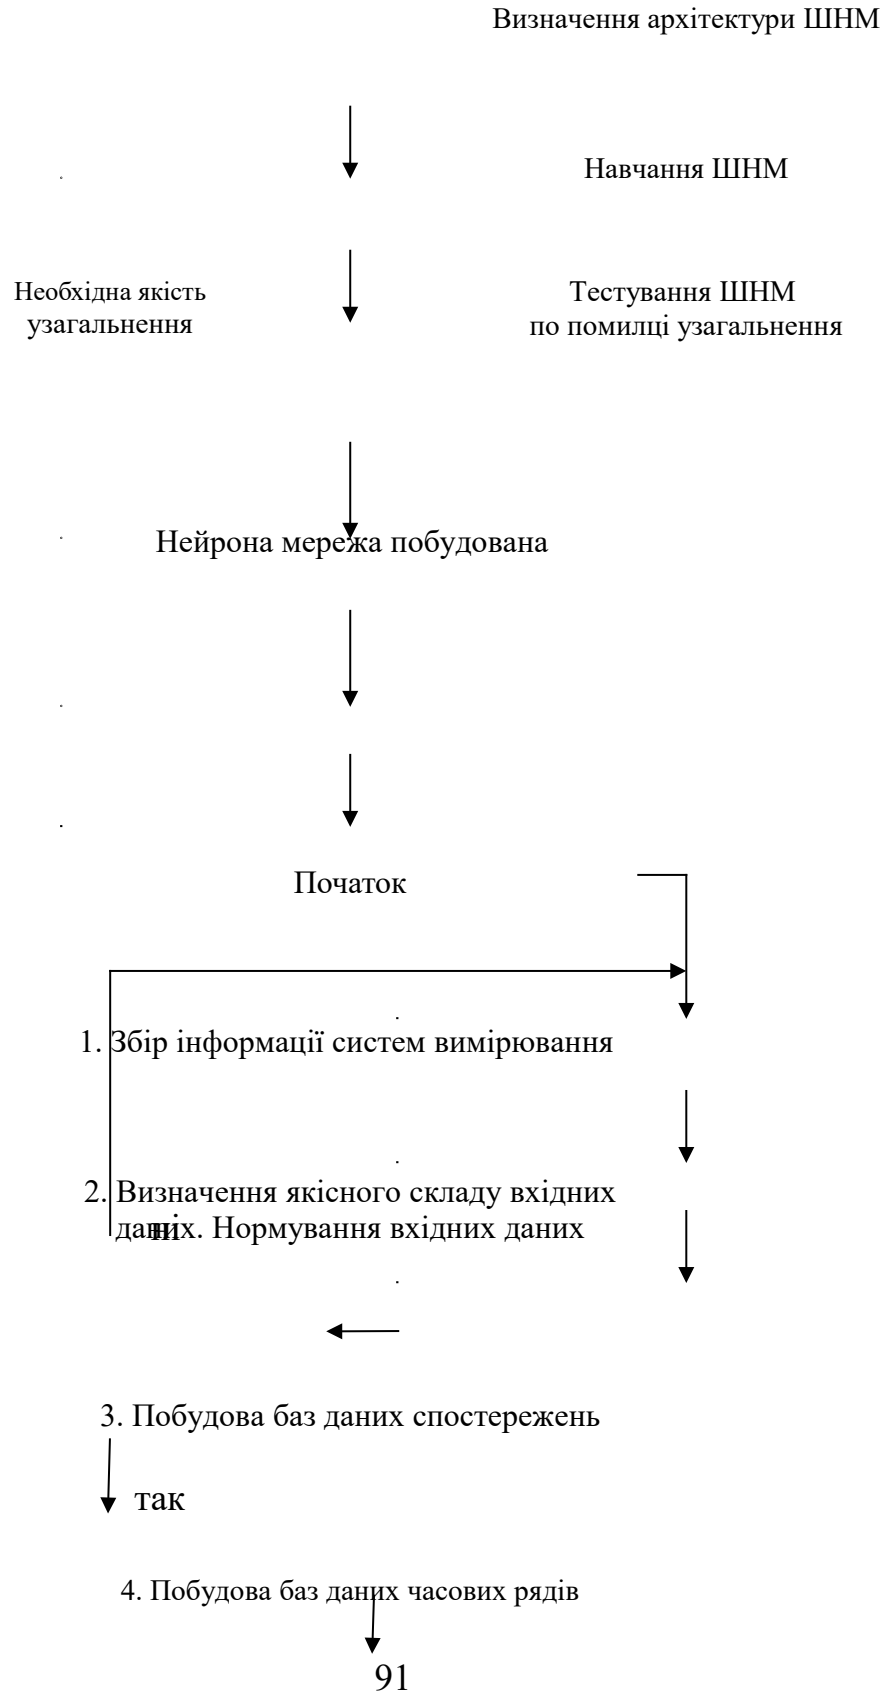 Визначення архітектури ШНМ
Навчання ШНМ
Необхідна якість
узагальнення
Тестування ШНМ
по помилці узагальнення
Нейрона мережа побудована
Початок
1. Збір інформації систем вимірювання
2. Визначення якісного складу вхідних
даних. Нормування вхідних даних
ні
3. Побудова баз даних спостережень
так
4. Побудова баз даних часових рядів
91